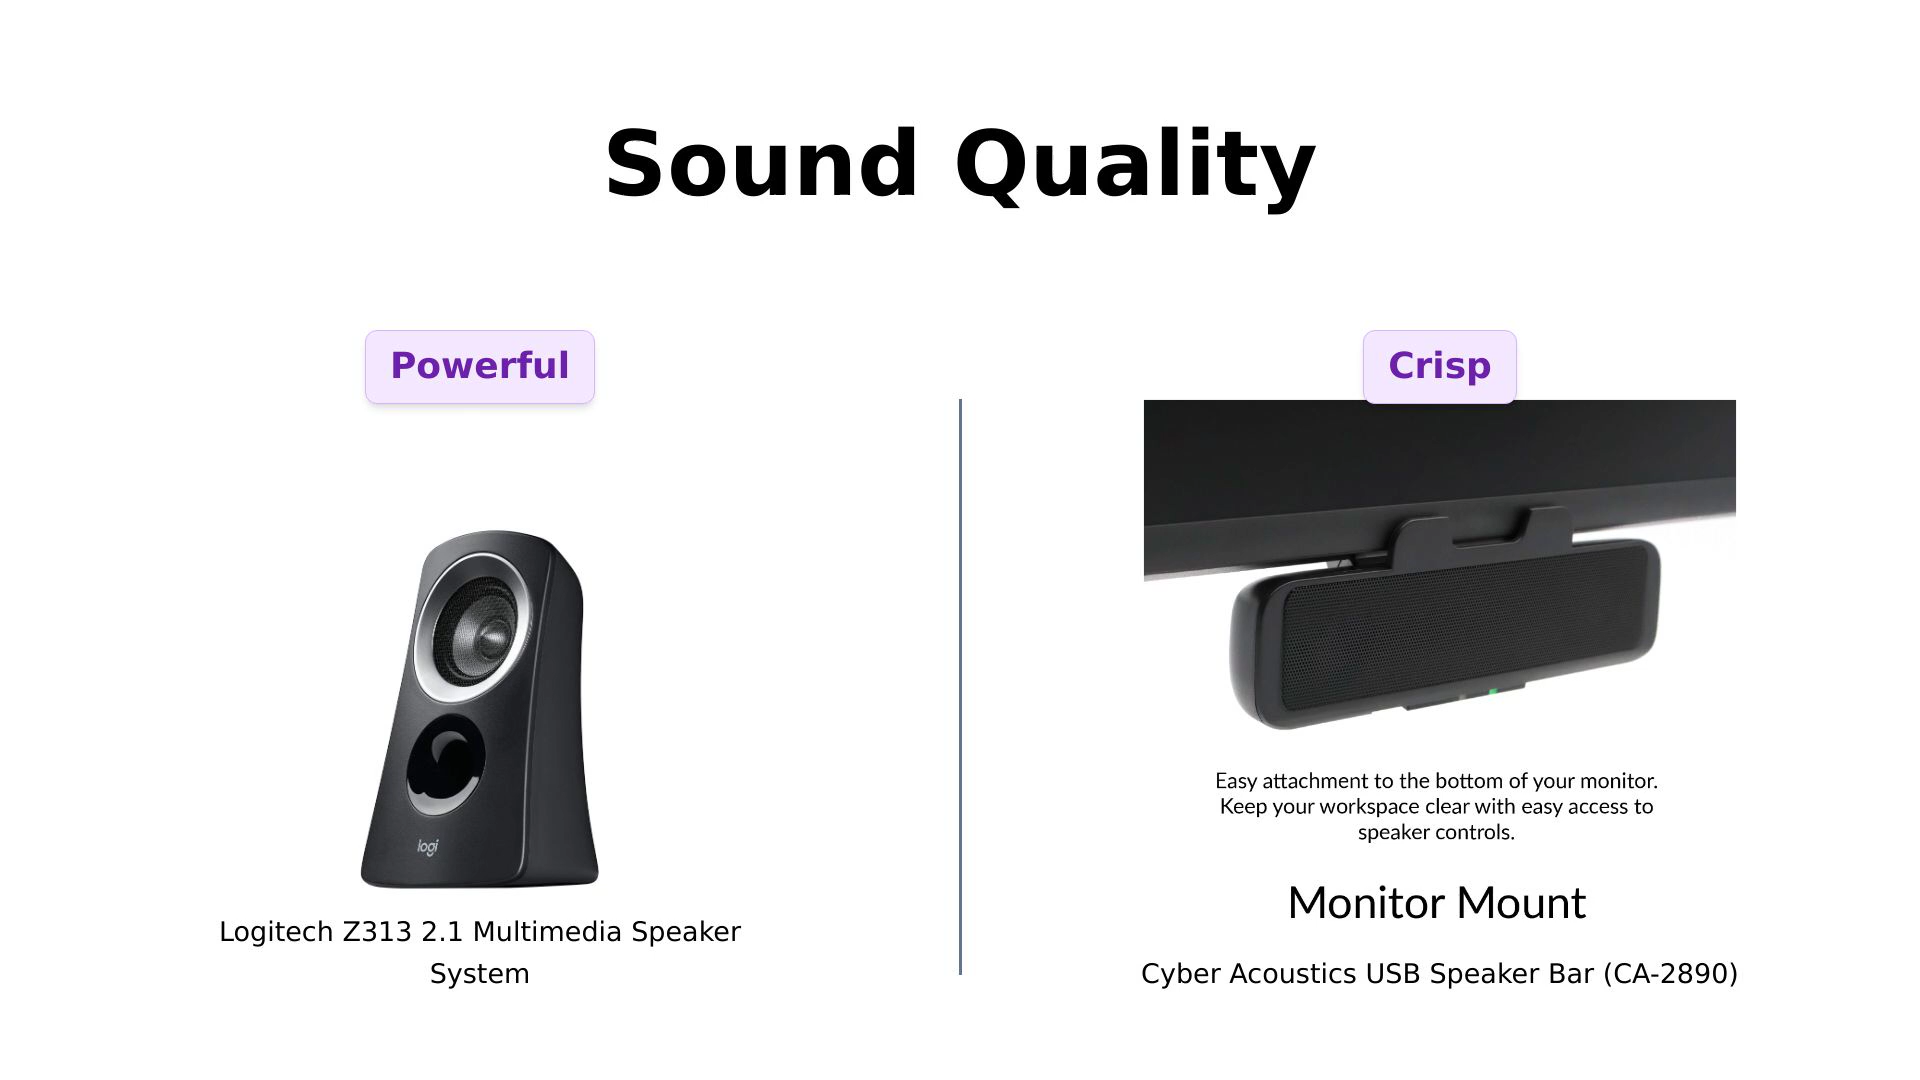 Sound Quality
Powerful
logi
Logitech Z313 2.1 Multimedia Speaker
System
Crisp
Easy attachment to the bottom of your monitor.
Keep your workspace clear with easy access to
speaker controls.
Monitor Mount
Cyber Acoustics USB Speaker Bar (CA-2890)